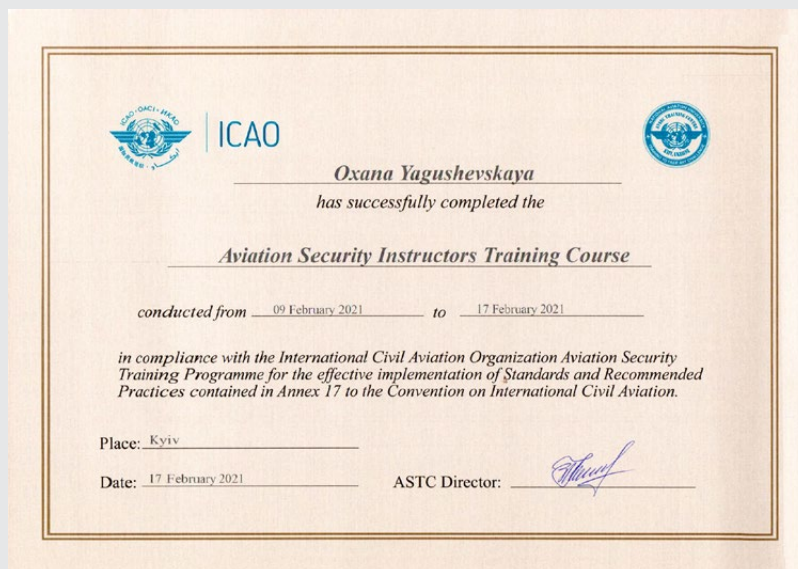 ICAO · OACI · ИКАО
ICAO
Oxana Yagushevskaya
has successfully completed the
Aviation Security Instructors Training Course
conducted from 09 February 2021 to 17 February 2021
in compliance with the International Civil Aviation Organization Aviation Security
Training Programme for the effective implementation of Standards and Recommended
Practices contained in Annex 17 to the Convention on International Civil Aviation.
Place: Kyiv
Date: 17 February 2021 ASTC Director: